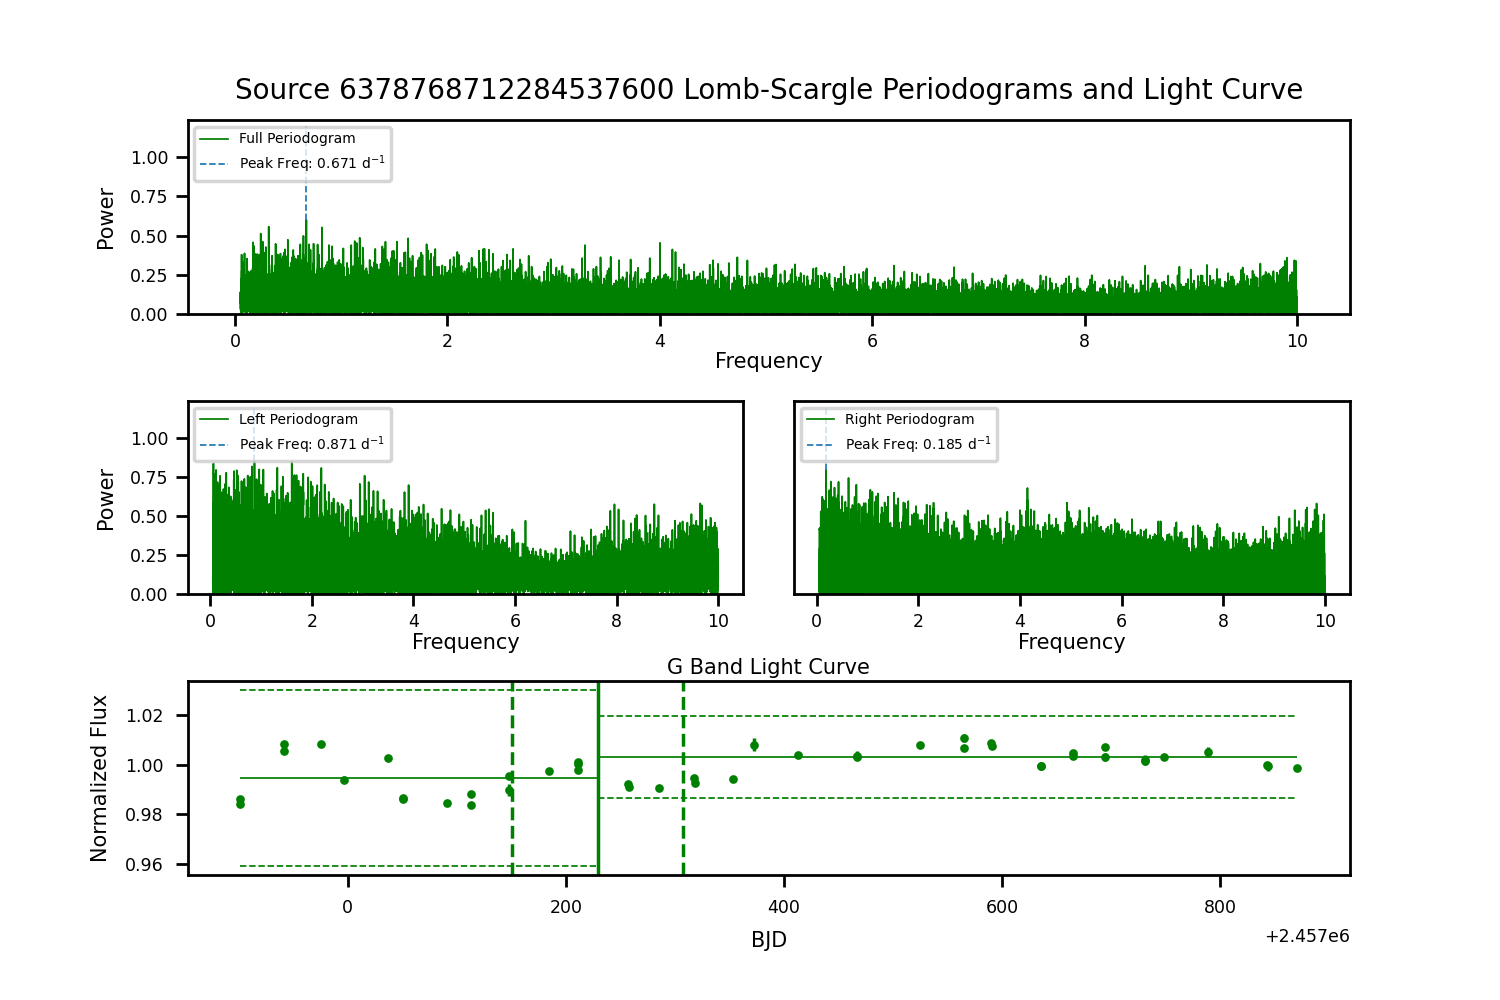 Source 6378768712284537600 Lomb-Scargle Periodograms and Light Curve
Full Periodogram
Peak Freq: 0.671 d⁻¹
Power
1.00
0.75
0.50
0.25
0.00
0 2 4 6 8 10
Frequency
Left Periodogram
Peak Freq: 0.871 d⁻¹
Power
1.00
0.75
0.50
0.25
0.00
0 2 4 6 8 10
Frequency
Right Periodogram
Peak Freq: 0.185 d⁻¹
0 2 4 6 8 10
Frequency
G Band Light Curve
Normalized Flux
1.02
1.00
0.98
0.96
0 200 400 600 800
BJD
+2.457e6